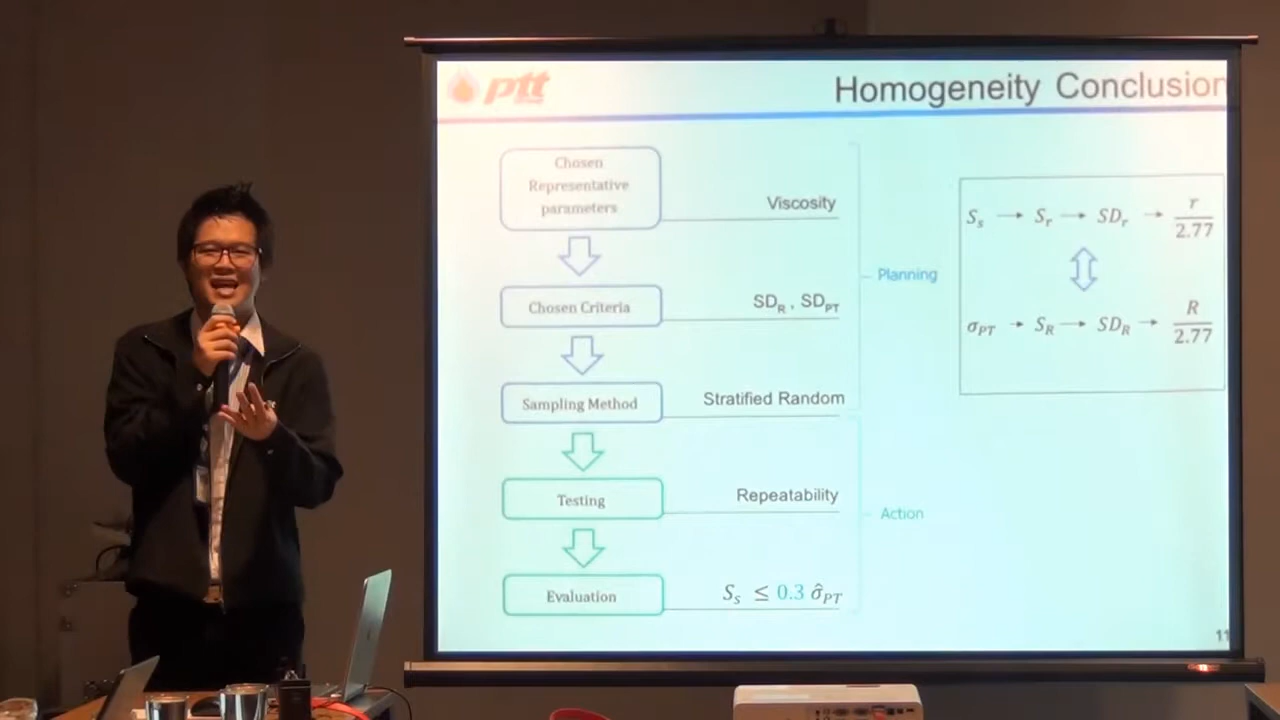 ptt
Homogeneity Conclusion
Chosen
Representative
parameters
Viscosity
Chosen Criteria
SD_R , SD_PT
Planning
Sampling Method
Stratified Random
Testing
Repeatability
Action
Evaluation
S_s ≤ 0.3 σ̂_PT
S_s → S_r → SD_r → r/2.77
σ_PT → S_R → SD_R → R/2.77
11